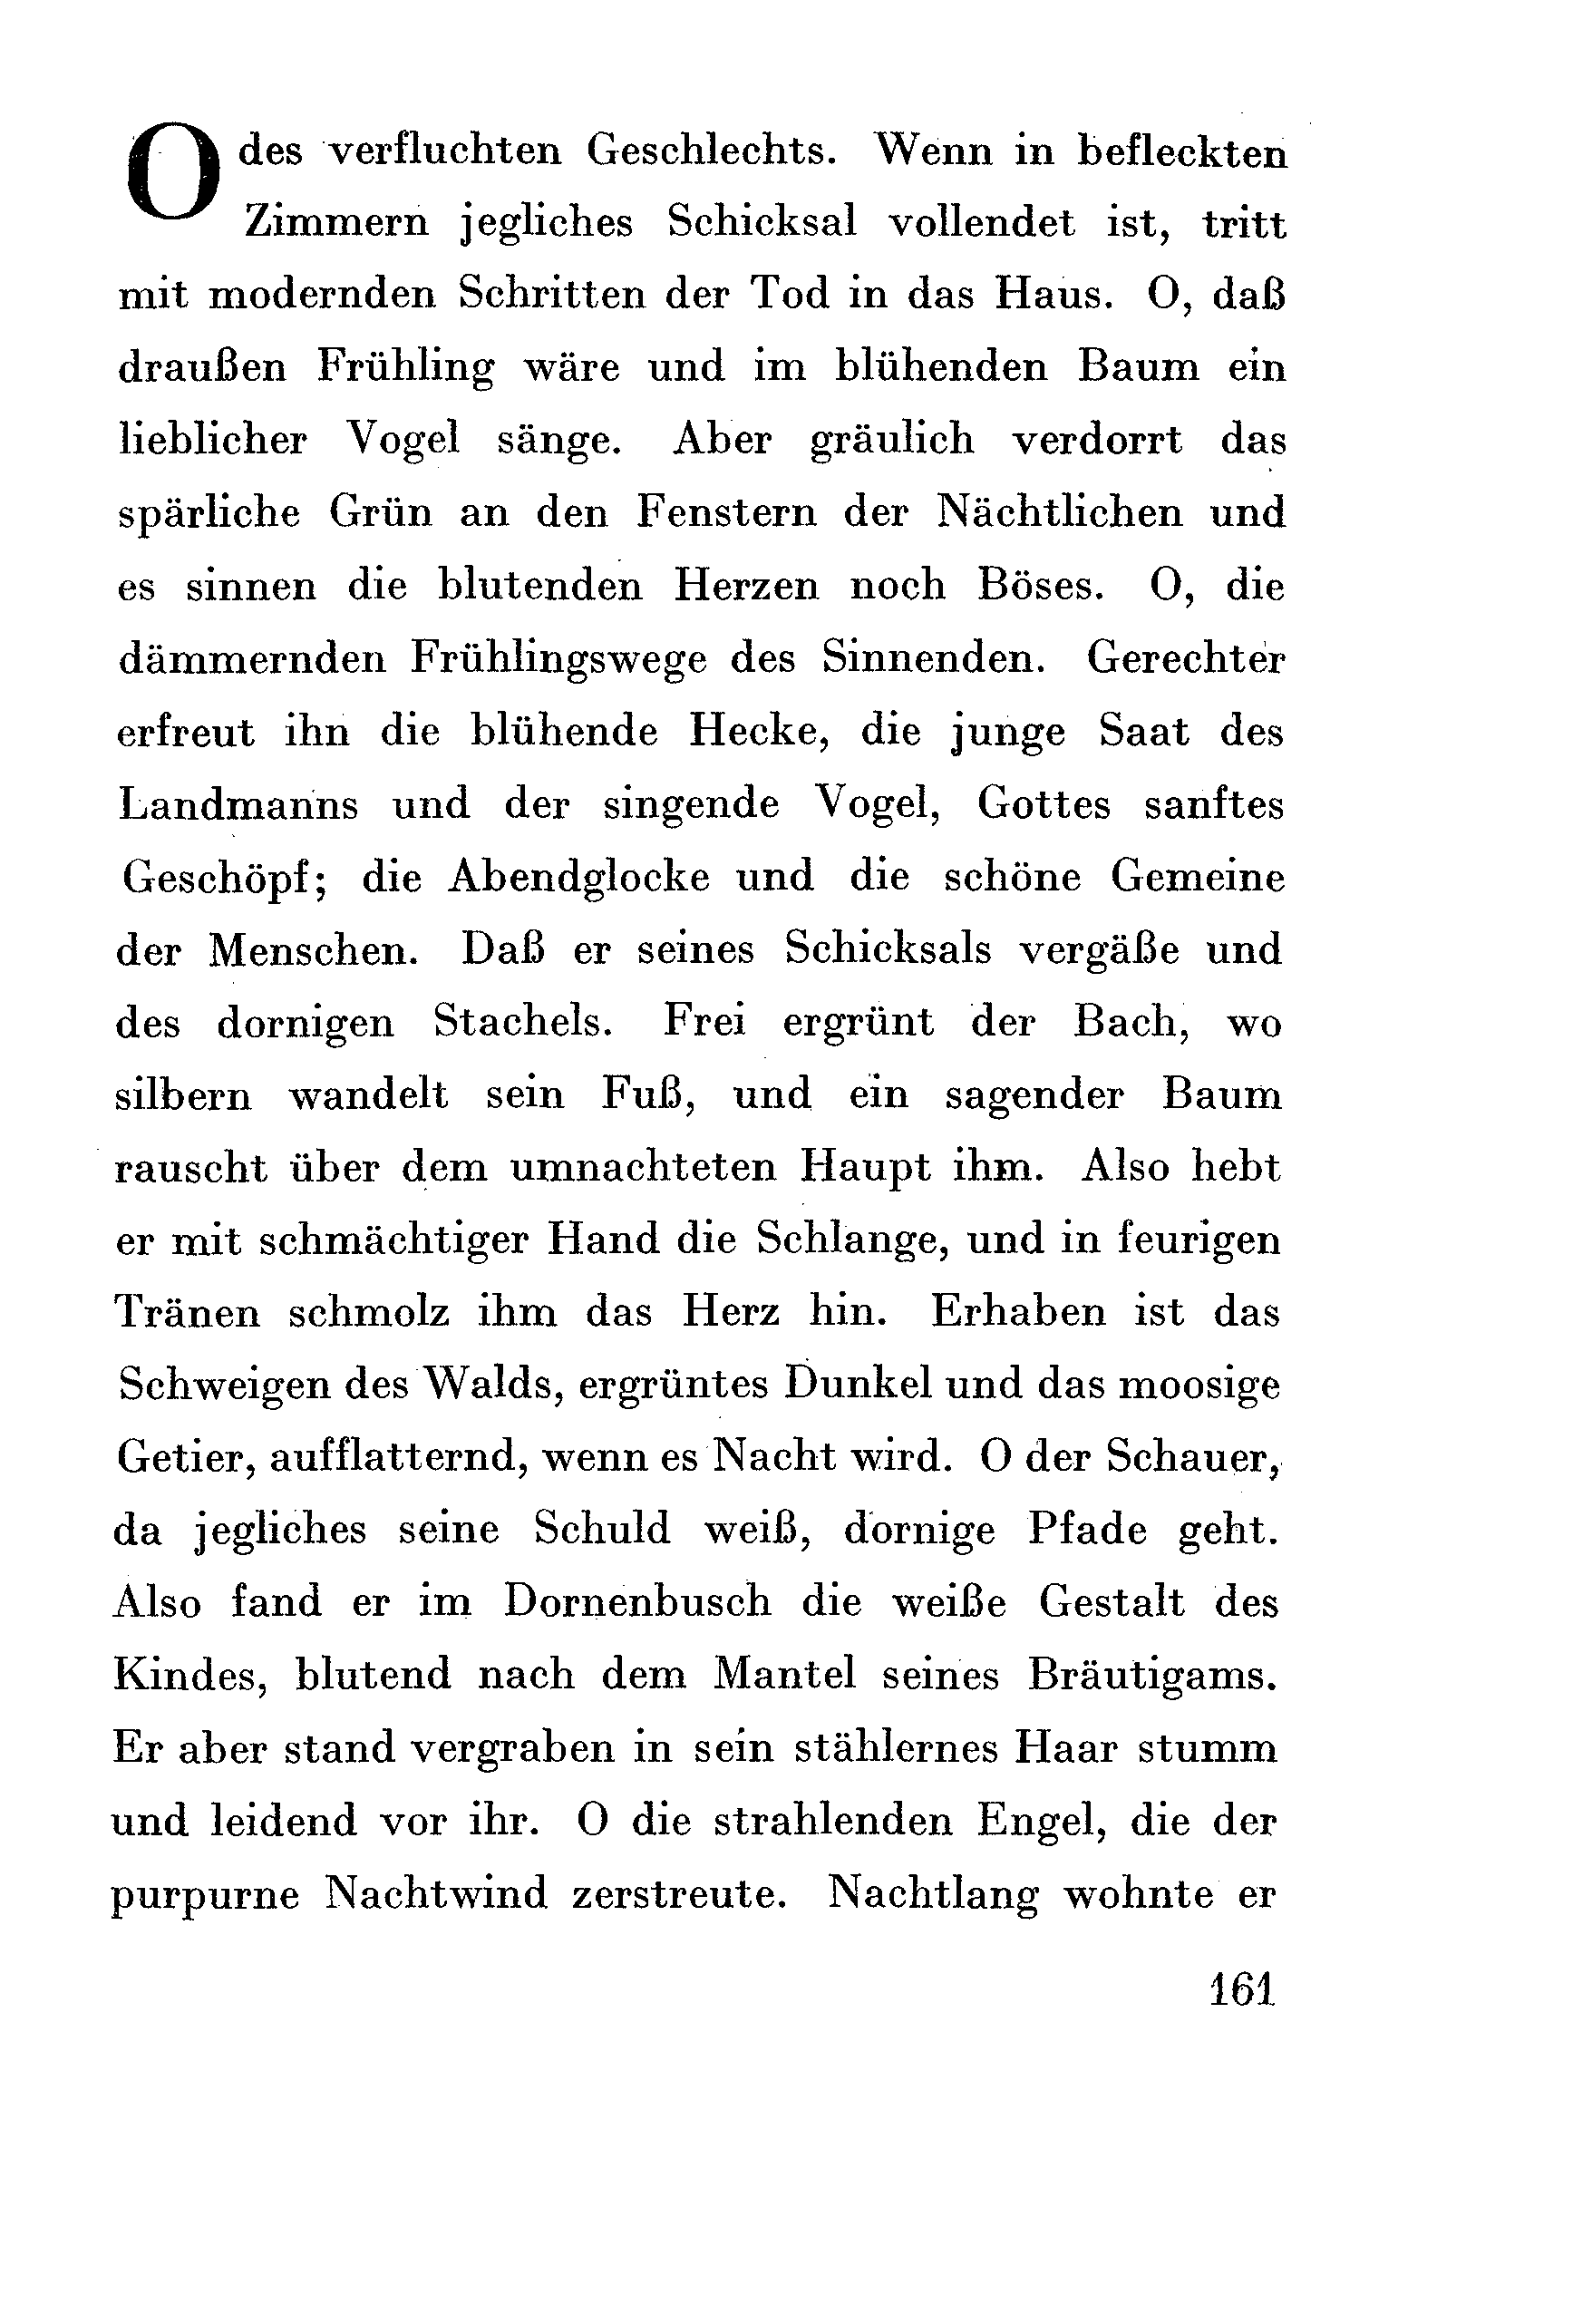 O des verfluchten Geschlechts. Wenn in befleckten
Zimmern jegliches Schicksal vollendet ist, tritt
mit modernden Schritten der Tod in das Haus. O, daß
draußen Frühling wäre und im blühenden Baum ein
lieblicher Vogel sänge. Aber gräulich verdorrt das
spärliche Grün an den Fenstern der Nächtlichen und
es sinnen die blutenden Herzen noch Böses. O, die
dämmernden Frühlingswege des Sinnenden. Gerechter
erfreut ihn die blühende Hecke, die junge Saat des
Landmanns und der singende Vogel, Gottes sanftes
Geschöpf; die Abendglocke und die schöne Gemeine
der Menschen. Daß er seines Schicksals vergäße und
des dornigen Stachels. Frei ergrünt der Bach, wo
silbern wandelt sein Fuß, und ein sagender Baum
rauscht über dem umnachteten Haupt ihm. Also hebt
er mit schmächtiger Hand die Schlange, und in feurigen
Tränen schmolz ihm das Herz hin. Erhaben ist das
Schweigen des Walds, ergrüntes Dunkel und das moosige
Getier, aufflatternd, wenn es Nacht wird. O der Schauer,
da jegliches seine Schuld weiß, dornige Pfade geht.
Also fand er im Dornenbusch die weiße Gestalt des
Kindes, blutend nach dem Mantel seines Bräutigams.
Er aber stand vergraben in sein stählernes Haar stumm
und leidend vor ihr. O die strahlenden Engel, die der
purpurne Nachtwind zerstreute. Nachtlang wohnte er
161